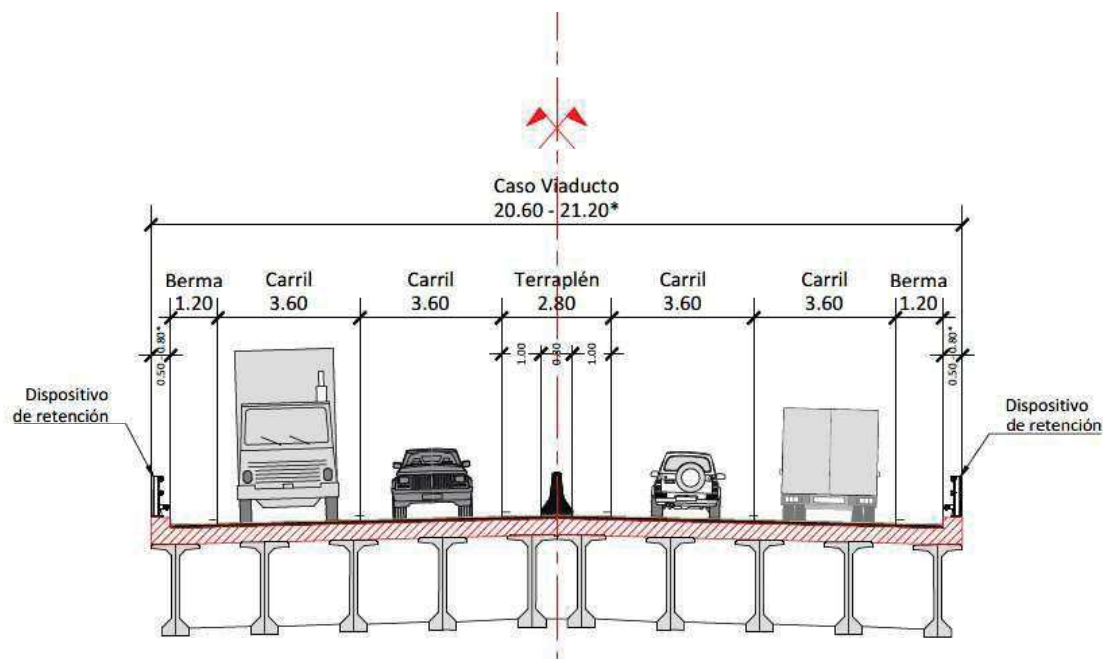 Caso Viaducto
20.60 - 21.20*
Berma
1.20
Carril
3.60
Carril
3.60
Terraplén
2.80
Carril
3.60
Carril
3.60
Berma
1.20
0.50 - 0.80*
1.00
0.80
1.00
0.50 - 0.80*
Dispositivo
de retención
Dispositivo
de retención